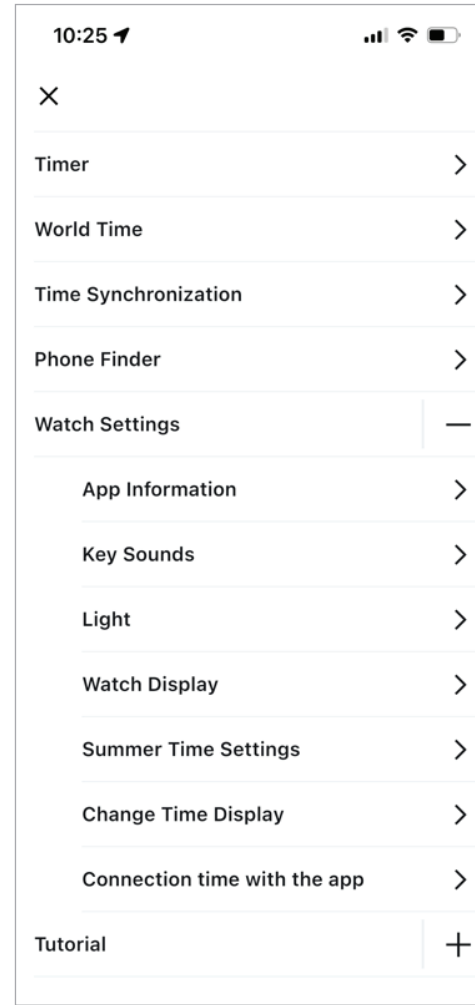 10:25
Timer
World Time
Time Synchronization
Phone Finder
Watch Settings
App Information
Key Sounds
Light
Watch Display
Summer Time Settings
Change Time Display
Connection time with the app
Tutorial